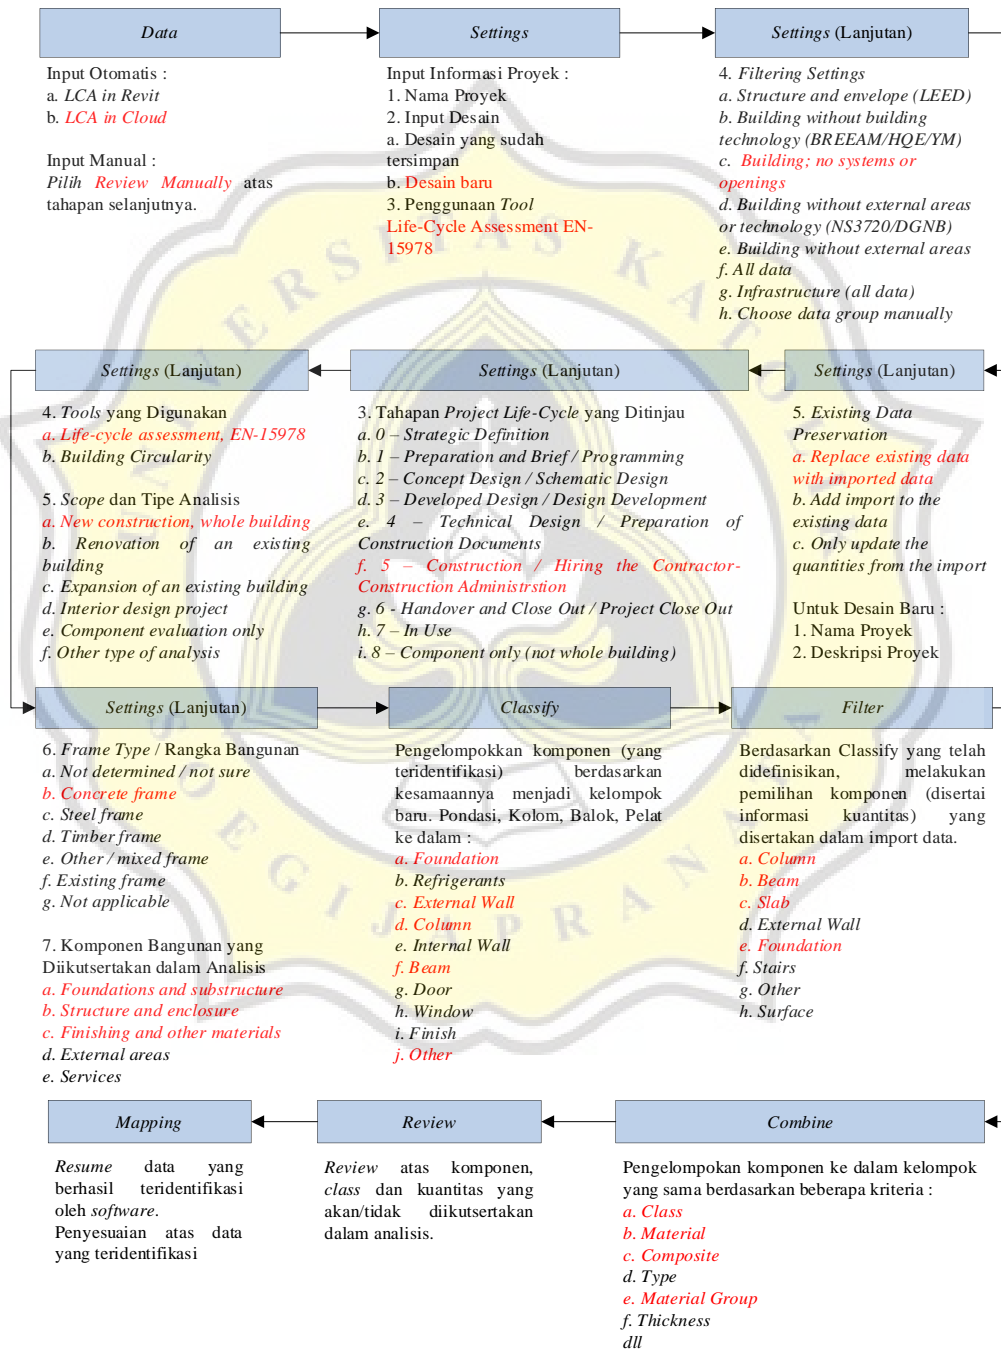 Data
Settings
Settings (Lanjutan)
Input Otomatis :
a. LCA in Revit
b. LCA in Cloud
Input Manual :
Pilih Review Manually atas
tahapan selanjutnya.
Input Informasi Proyek :
1. Nama Proyek
2. Input Desain
a. Desain yang sudah
tersimpan
b. Desain baru
3. Penggunaan Tool
Life-Cycle Assessment EN-
15978
4. Filtering Settings
a. Structure and envelope (LEED)
b. Building without building
technology (BREEAM/HQE/YM)
c. Building; no systems or
openings
d. Building without external areas
or technology (NS3720/DGNB)
e. Building without external areas
f. All data
g. Infrastructure (all data)
h. Choose data group manually
Settings (Lanjutan)
Settings (Lanjutan)
Settings (Lanjutan)
4. Tools yang Digunakan
a. Life-cycle assessment, EN-15978
b. Building Circularity
5. Scope dan Tipe Analisis
a. New construction, whole building
b. Renovation of an existing
building
c. Expansion of an existing building
d. Interior design project
e. Component evaluation only
f. Other type of analysis
3. Tahapan Project Life-Cycle yang Ditinjau
a. 0 – Strategic Definition
b. 1 – Preparation and Brief / Programming
c. 2 – Concept Design / Schematic Design
d. 3 – Developed Design / Design Development
e. 4 – Technical Design / Preparation of
Construction Documents
f. 5 – Construction / Hiring the Contractor-
Construction Administrstion
g. 6 - Handover and Close Out / Project Close Out
h. 7 – In Use
i. 8 – Component only (not whole building)
5. Existing Data
Preservation
a. Replace existing data
with imported data
b. Add import to the
existing data
c. Only update the
quantities from the import
Untuk Desain Baru :
1. Nama Proyek
2. Deskripsi Proyek
Settings (Lanjutan)
Classify
Filter
6. Frame Type / Rangka Bangunan
a. Not determined / not sure
b. Concrete frame
c. Steel frame
d. Timber frame
e. Other / mixed frame
f. Existing frame
g. Not applicable
7. Komponen Bangunan yang
Diikutsertakan dalam Analisis
a. Foundations and substructure
b. Structure and enclosure
c. Finishing and other materials
d. External areas
e. Services
Pengelompokkan komponen (yang
teridentifikasi) berdasarkan
kesamaannya menjadi kelompok
baru. Pondasi, Kolom, Balok, Pelat
ke dalam :
a. Foundation
b. Refrigerants
c. External Wall
d. Column
e. Internal Wall
f. Beam
g. Door
h. Window
i. Finish
j. Other
Berdasarkan Classify yang telah
didefinisikan, melakukan
pemilihan komponen (disertai
informasi kuantitas) yang
disertakan dalam import data.
a. Column
b. Beam
c. Slab
d. External Wall
e. Foundation
f. Stairs
g. Other
h. Surface
Mapping
Review
Combine
Resume data yang
berhasil teridentifikasi
oleh software.
Penyesuaian atas data
yang teridentifikasi
Review atas komponen,
class dan kuantitas yang
akan/tidak diikutsertakan
dalam analisis.
Pengelompokan komponen ke dalam kelompok
yang sama berdasarkan beberapa kriteria :
a. Class
b. Material
c. Composite
d. Type
e. Material Group
f. Thickness
dll
UNIVERSITAS KATOLIK
SOEGIJAPRANATA